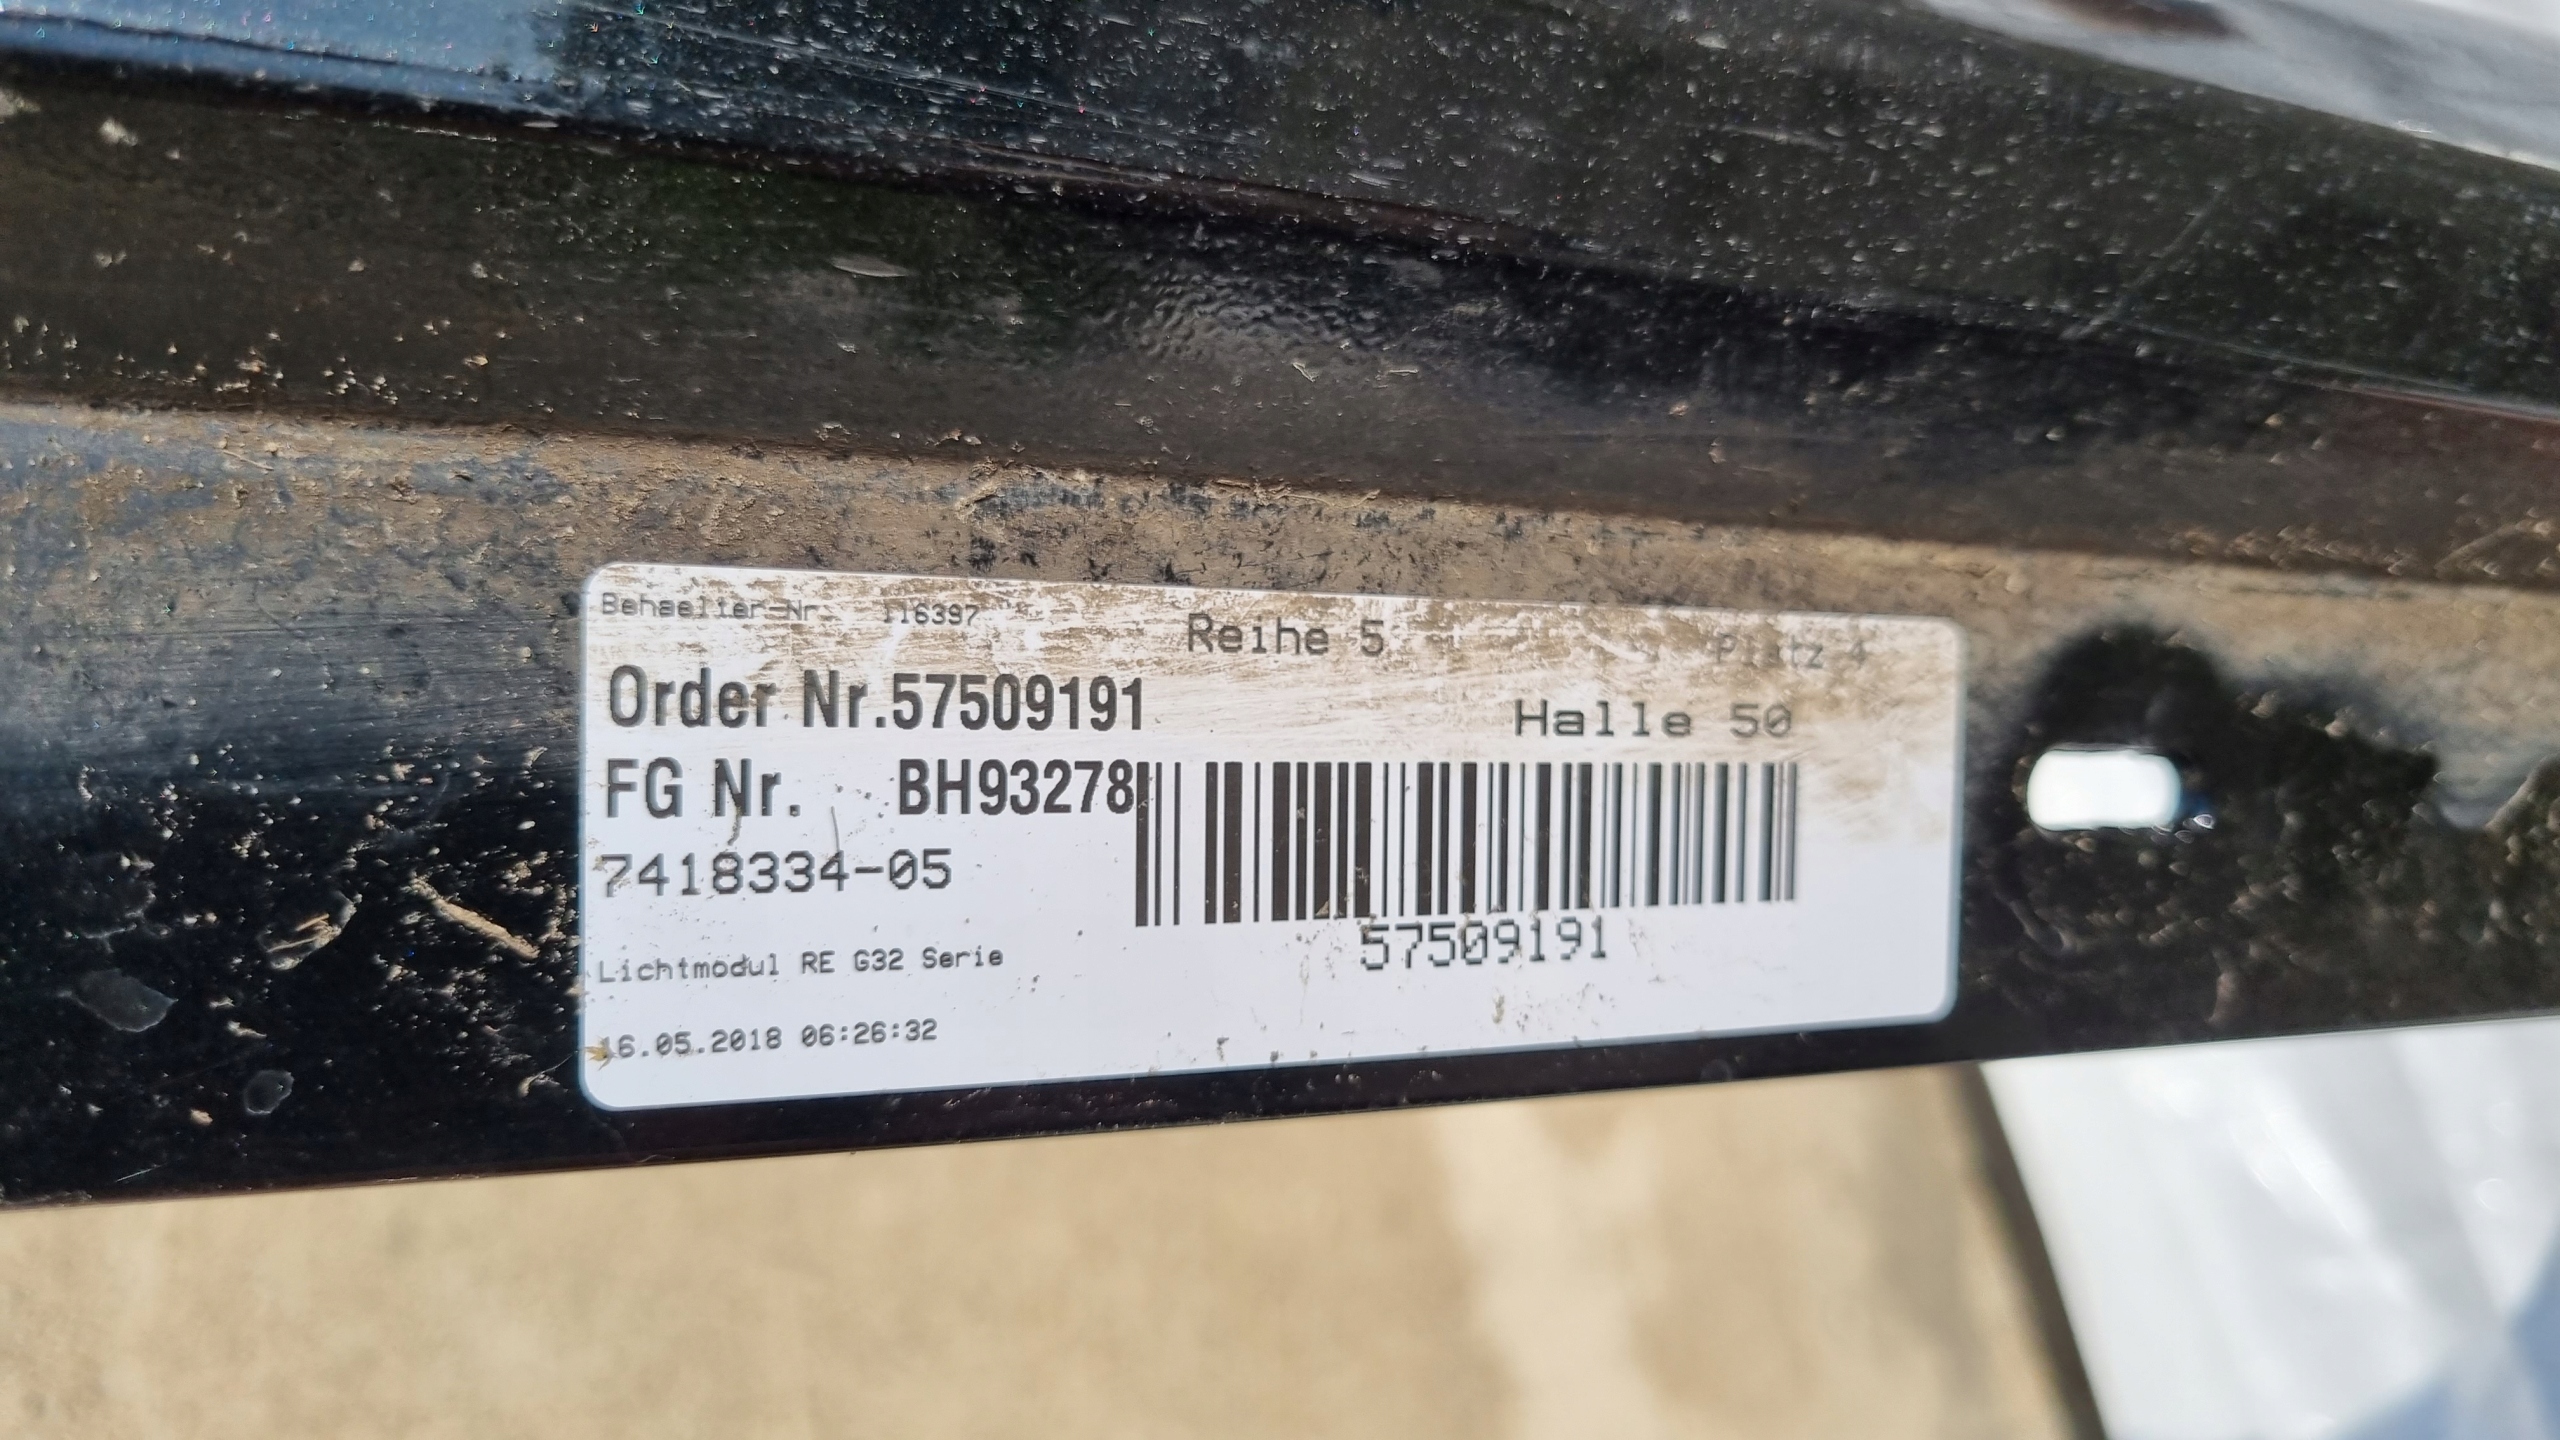 Behaelter-Nr. 116397
Reihe 5
Platz 4
Order Nr.57509191
Halle 50
FG Nr. BH93278
7418334-05
57509191
Lichtmodul RE G32 Serie
16.05.2018 06:26:32